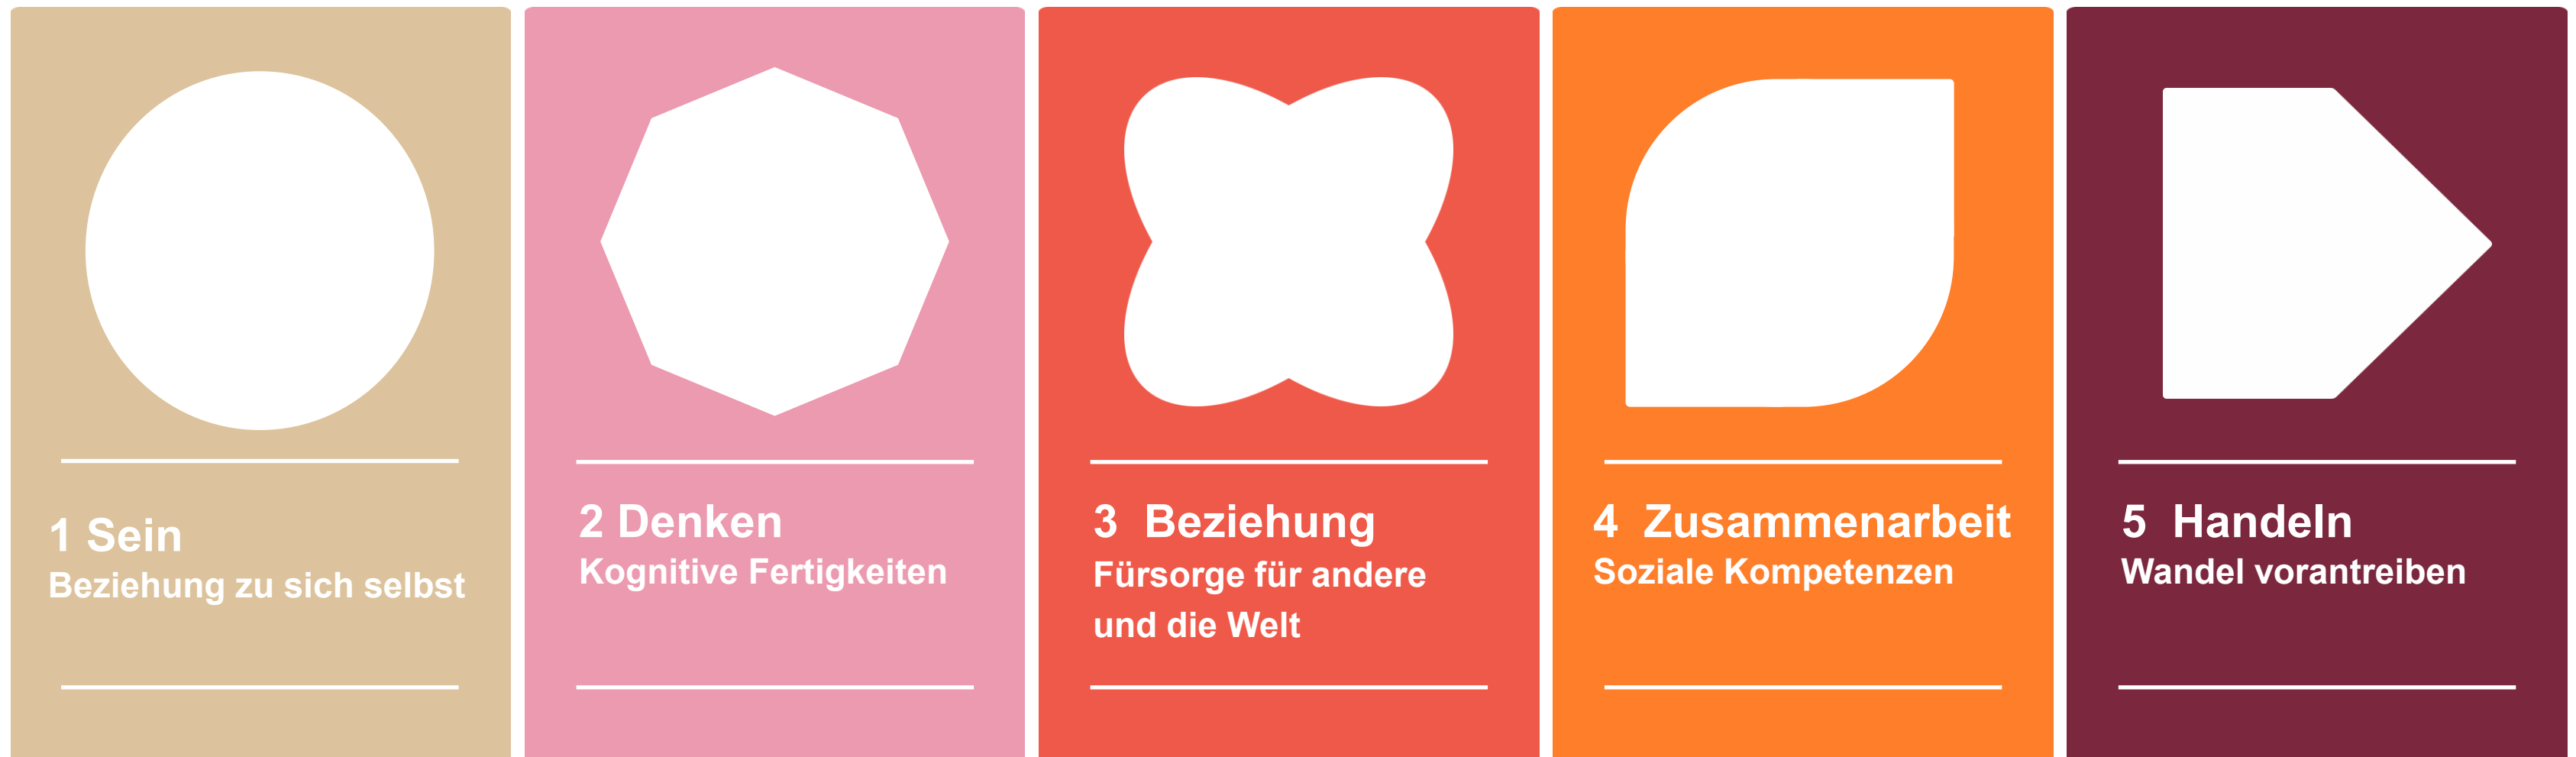 1 Sein
Beziehung zu sich selbst
2 Denken
Kognitive Fertigkeiten
3 Beziehung
Fürsorge für andere
und die Welt
4 Zusammenarbeit
Soziale Kompetenzen
5 Handeln
Wandel vorantreiben